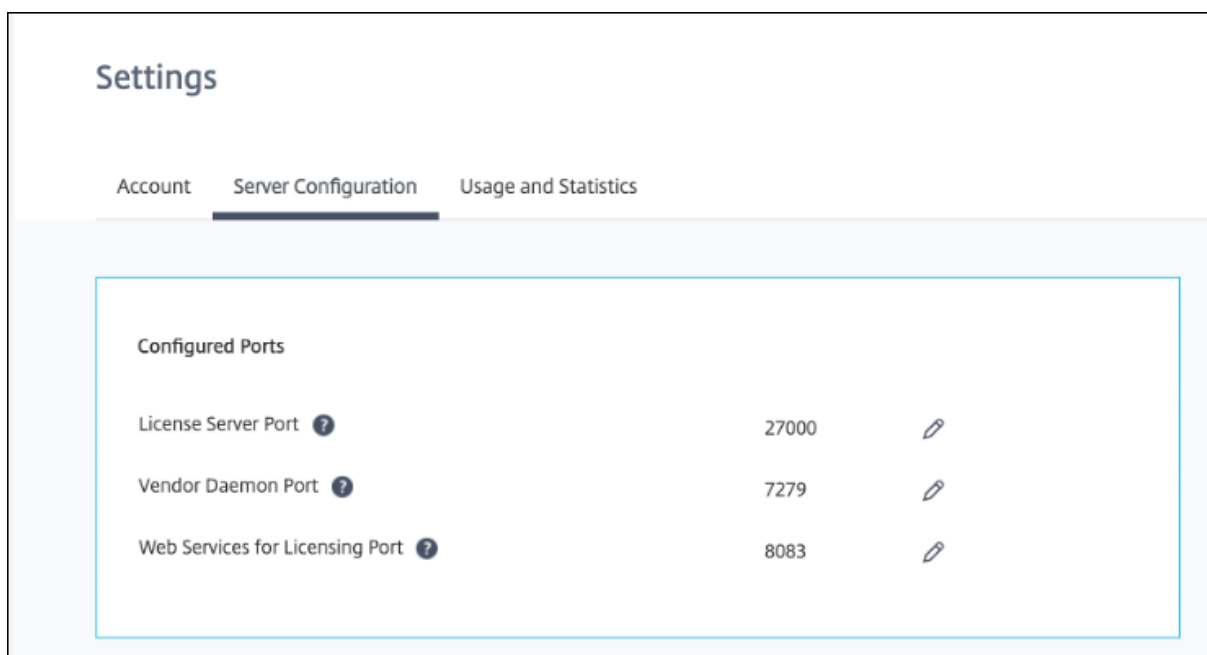 Settings
Account Server Configuration Usage and Statistics
Configured Ports
License Server Port ? 27000
Vendor Daemon Port ? 7279
Web Services for Licensing Port ? 8083